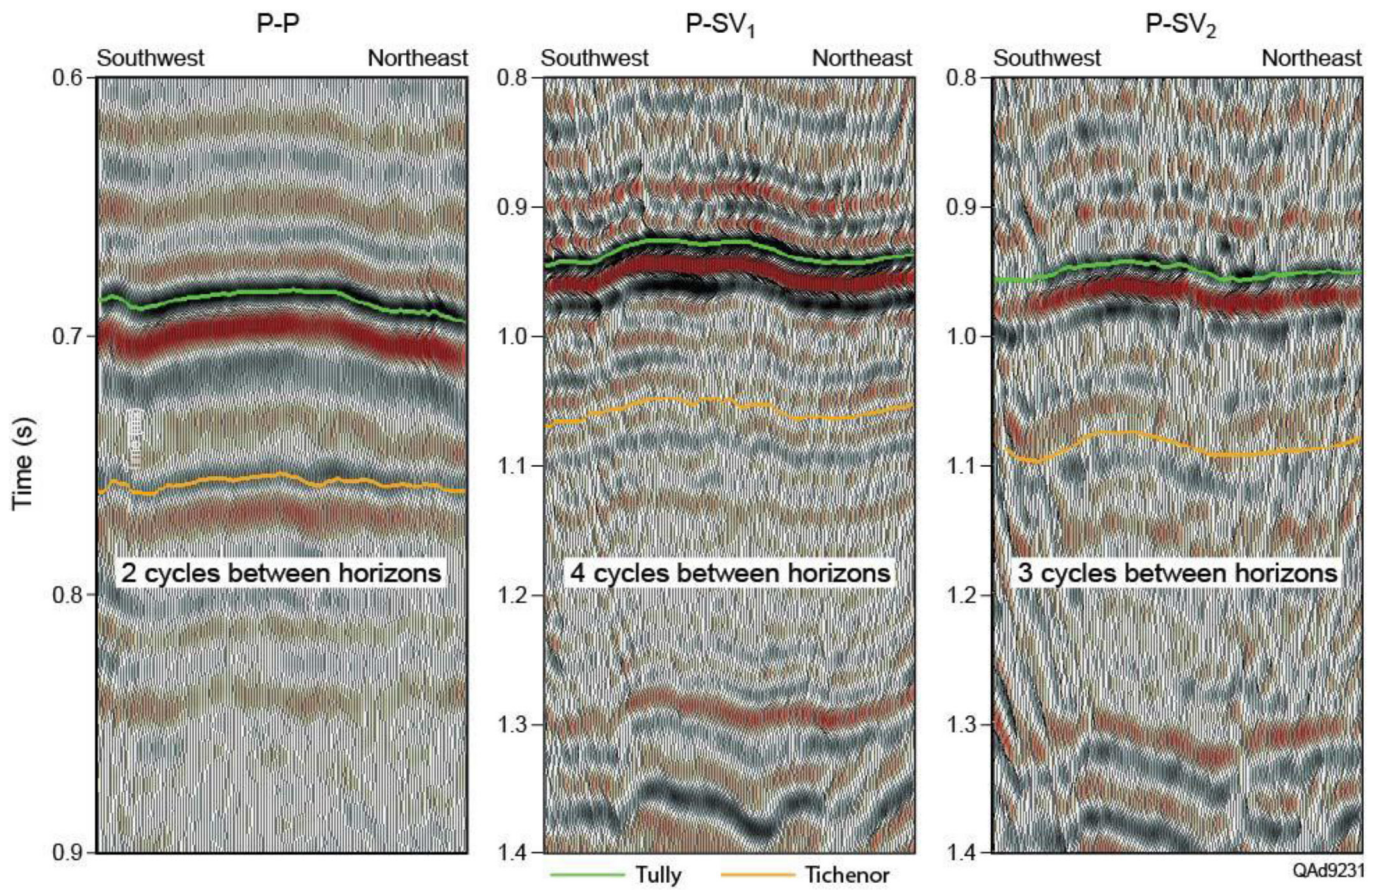 P-P
P-SV1
P-SV2
Southwest Northeast
Southwest Northeast
Southwest Northeast
0.6
0.7
0.8
0.9
Time (s)
0.8
0.9
1.0
1.1
1.2
1.3
1.4
0.8
0.9
1.0
1.1
1.2
1.3
1.4
2 cycles between horizons
4 cycles between horizons
3 cycles between horizons
Tully
Tichenor
QAd9231